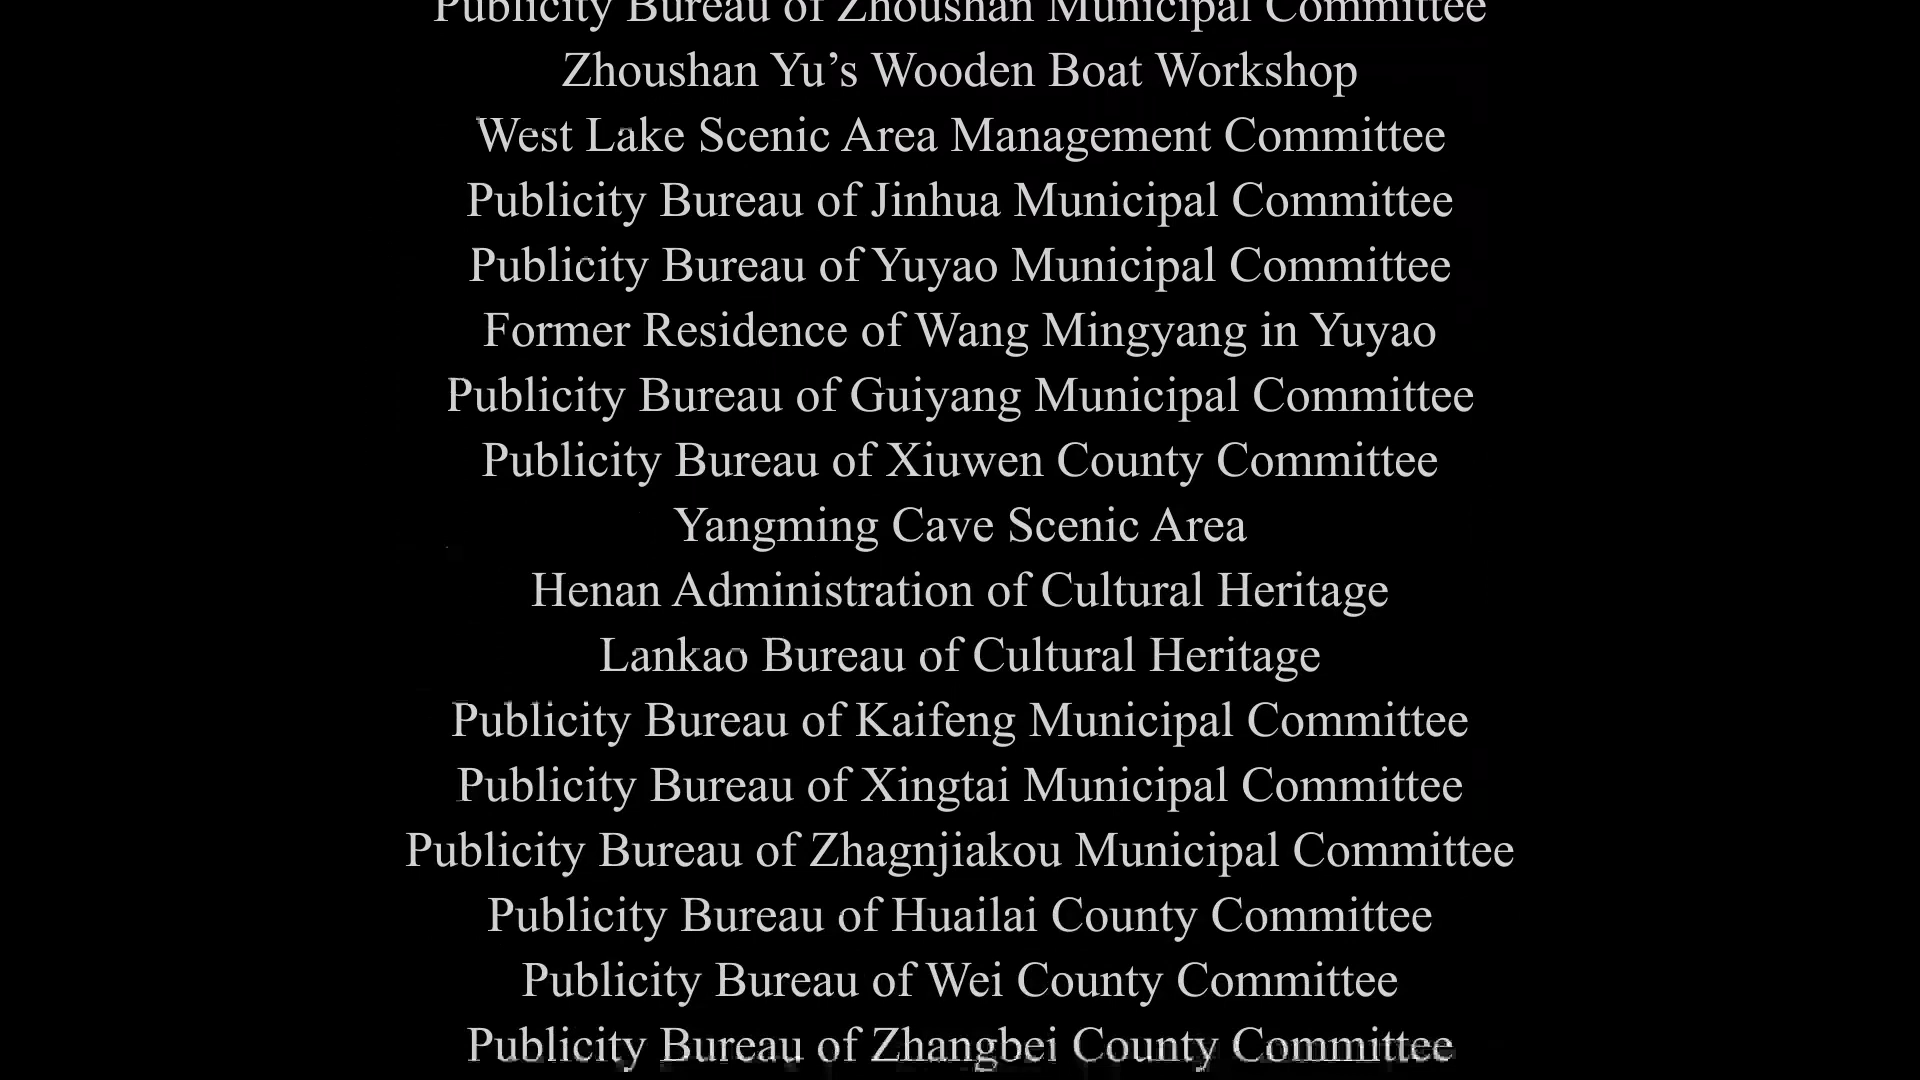 Publicity Bureau of Zhoushan Municipal Committee
Zhoushan Yu’s Wooden Boat Workshop
West Lake Scenic Area Management Committee
Publicity Bureau of Jinhua Municipal Committee
Publicity Bureau of Yuyao Municipal Committee
Former Residence of Wang Mingyang in Yuyao
Publicity Bureau of Guiyang Municipal Committee
Publicity Bureau of Xiuwen County Committee
Yangming Cave Scenic Area
Henan Administration of Cultural Heritage
Lankao Bureau of Cultural Heritage
Publicity Bureau of Kaifeng Municipal Committee
Publicity Bureau of Xingtai Municipal Committee
Publicity Bureau of Zhagnjiakou Municipal Committee
Publicity Bureau of Huailai County Committee
Publicity Bureau of Wei County Committee
Publicity Bureau of Zhangbei County Committee